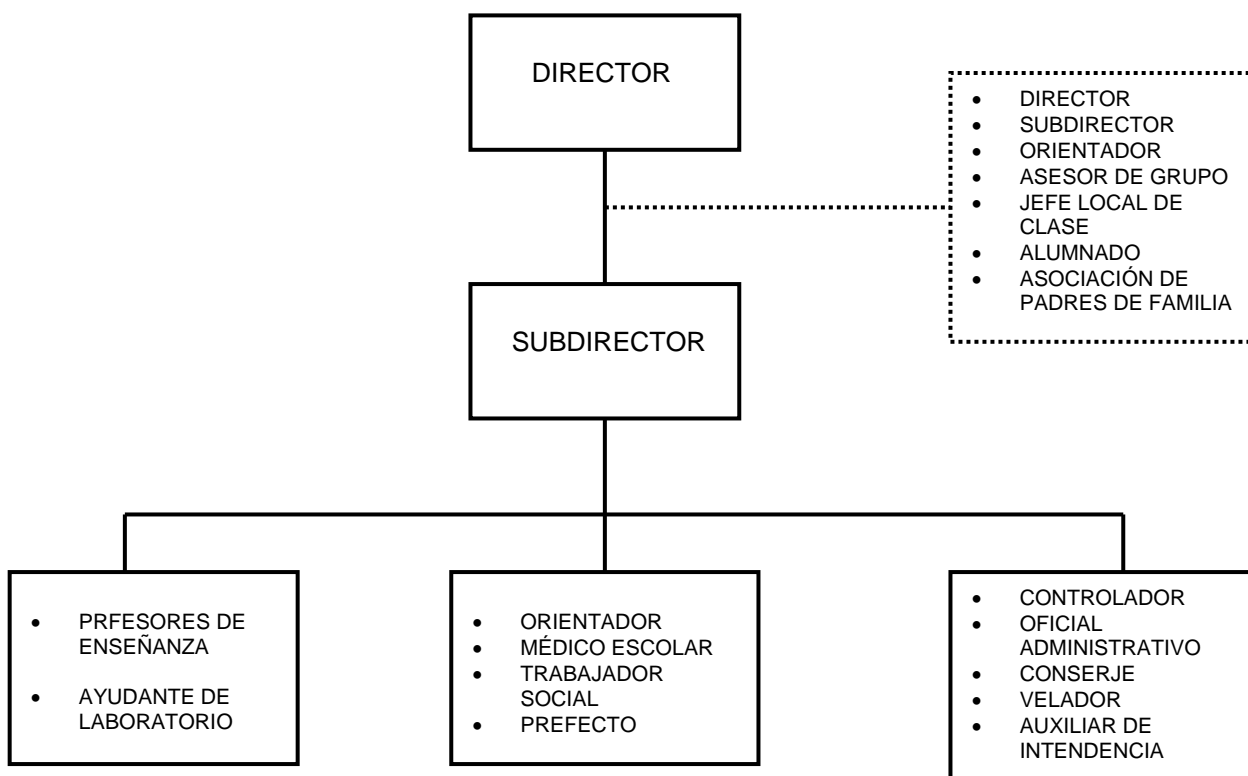 DIRECTOR
• DIRECTOR
• SUBDIRECTOR
• ORIENTADOR
• ASESOR DE GRUPO
• JEFE LOCAL DE
CLASE
• ALUMNADO
• ASOCIACIÓN DE
PADRES DE FAMILIA
SUBDIRECTOR
• PRFESORES DE
ENSEÑANZA
• AYUDANTE DE
LABORATORIO
• ORIENTADOR
• MÉDICO ESCOLAR
• TRABAJADOR
SOCIAL
• PREFECTO
• CONTROLADOR
• OFICIAL
ADMINISTRATIVO
• CONSERJE
• VELADOR
• AUXILIAR DE
INTENDENCIA